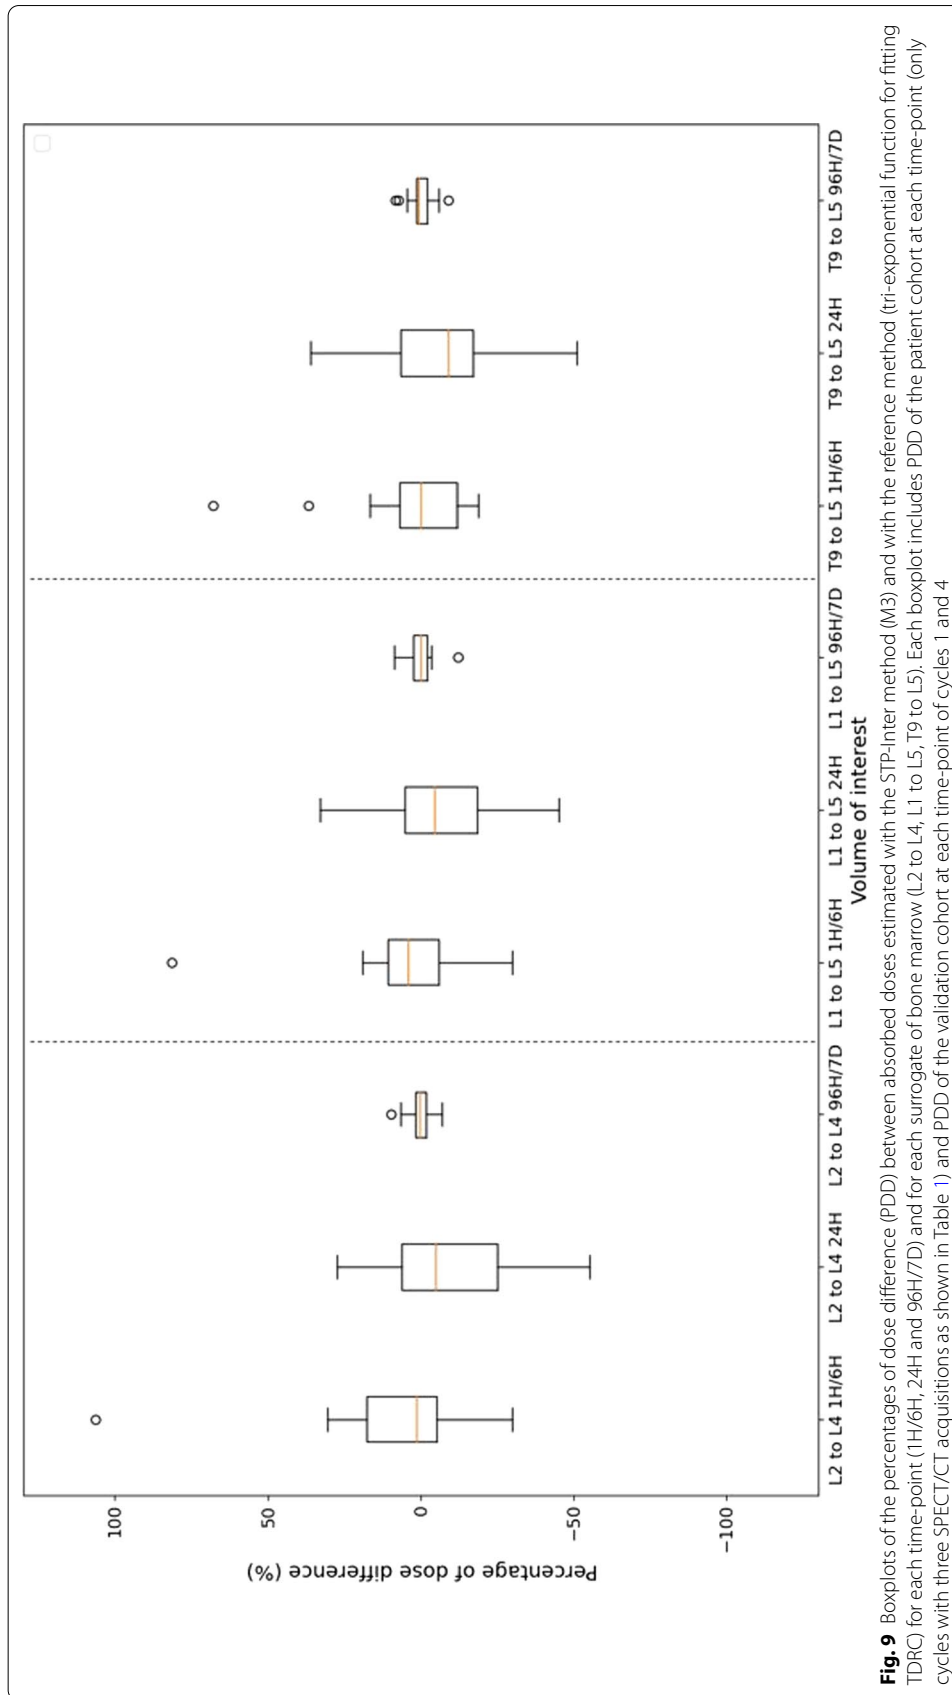 Percentage of dose difference (%)
100
50
0
−50
−100
L2 to L4 1H/6H
L2 to L4 24H
L2 to L4 96H/7D
L1 to L5 1H/6H
L1 to L5 24H
L1 to L5 96H/7D
T9 to L5 1H/6H
T9 to L5 24H
T9 to L5 96H/7D
Volume of interest
Fig. 9 Boxplots of the percentages of dose difference (PDD) between absorbed doses estimated with the STP-Inter method (M3) and with the reference method (tri-exponential function for fitting
TDRC) for each time-point (1H/6H, 24H and 96H/7D) and for each surrogate of bone marrow (L2 to L4, L1 to L5, T9 to L5). Each boxplot includes PDD of the patient cohort at each time-point (only
cycles with three SPECT/CT acquisitions as shown in Table 1) and PDD of the validation cohort at each time-point of cycles 1 and 4